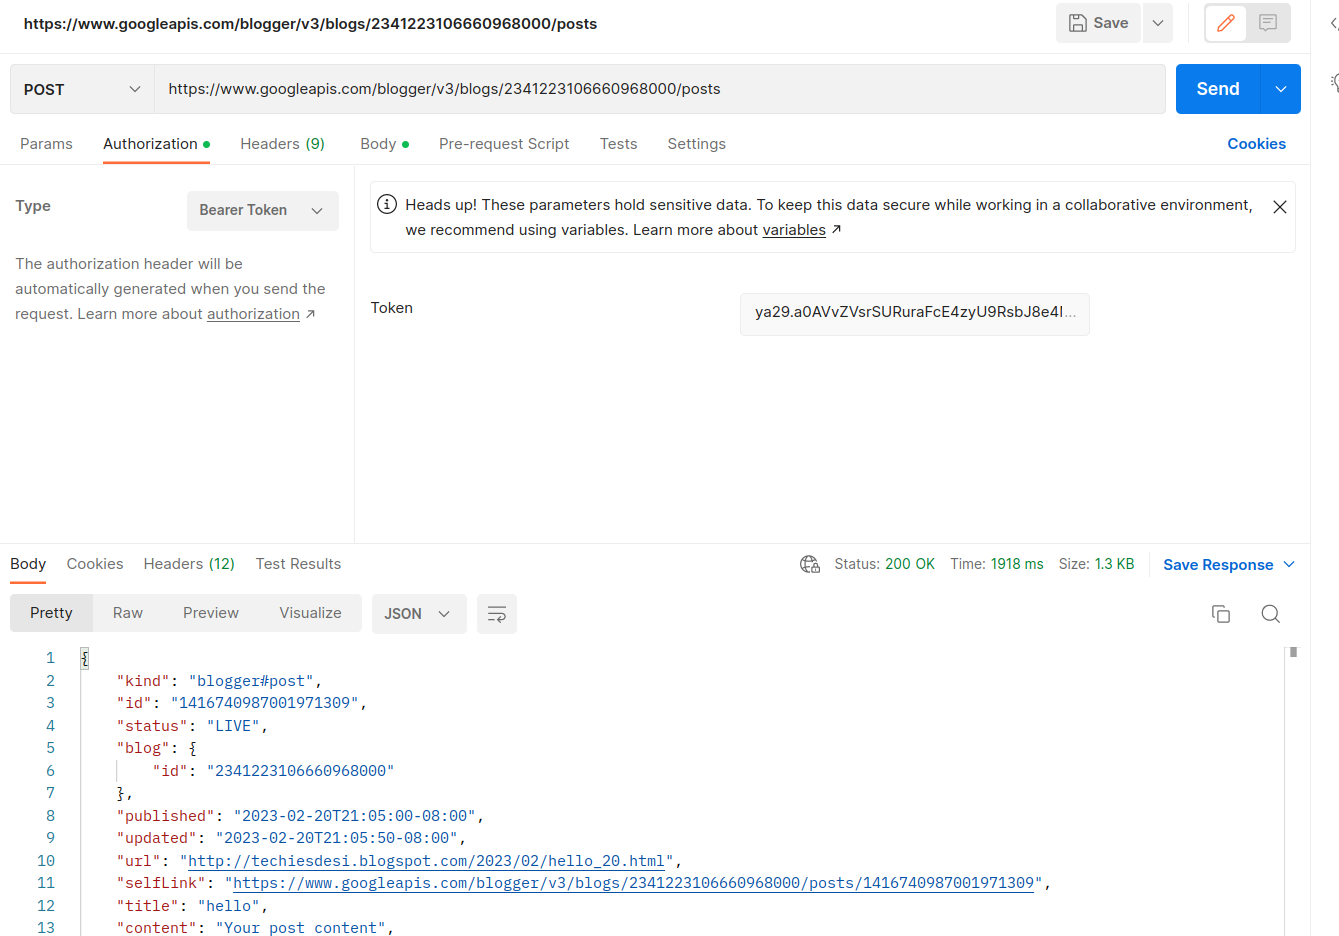 https://www.googleapis.com/blogger/v3/blogs/2341223106660968000/posts
Save
POST
https://www.googleapis.com/blogger/v3/blogs/2341223106660968000/posts
Send
Params Authorization Headers (9) Body Pre-request Script Tests Settings Cookies
Type
Bearer Token
The authorization header will be
automatically generated when you send the
request. Learn more about authorization ↗
Heads up! These parameters hold sensitive data. To keep this data secure while working in a collaborative environment,
we recommend using variables. Learn more about variables ↗
Token
ya29.a0AVvZVsrSURuraFcE4zyU9RsbJ8e4I...
Body Cookies Headers (12) Test Results Status: 200 OK Time: 1918 ms Size: 1.3 KB Save Response
Pretty Raw Preview Visualize JSON
1 {
2 "kind": "blogger#post",
3 "id": "1416740987001971309",
4 "status": "LIVE",
5 "blog": {
6 "id": "2341223106660968000"
7 },
8 "published": "2023-02-20T21:05:00-08:00",
9 "updated": "2023-02-20T21:05:50-08:00",
10 "url": "http://techiesdesi.blogspot.com/2023/02/hello_20.html",
11 "selfLink": "https://www.googleapis.com/blogger/v3/blogs/2341223106660968000/posts/1416740987001971309",
12 "title": "hello",
13 "content": "Your post content",